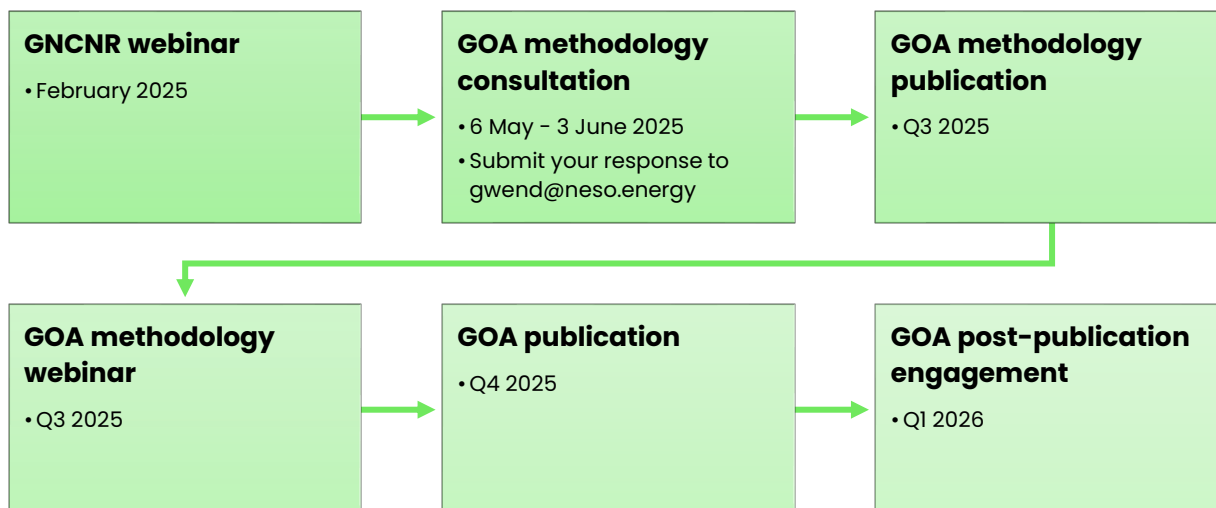 GNCNR webinar
• February 2025
GOA methodology
consultation
• 6 May - 3 June 2025
• Submit your response to
gwend@neso.energy
GOA methodology
publication
• Q3 2025
GOA methodology
webinar
• Q3 2025
GOA publication
• Q4 2025
GOA post-publication
engagement
• Q1 2026